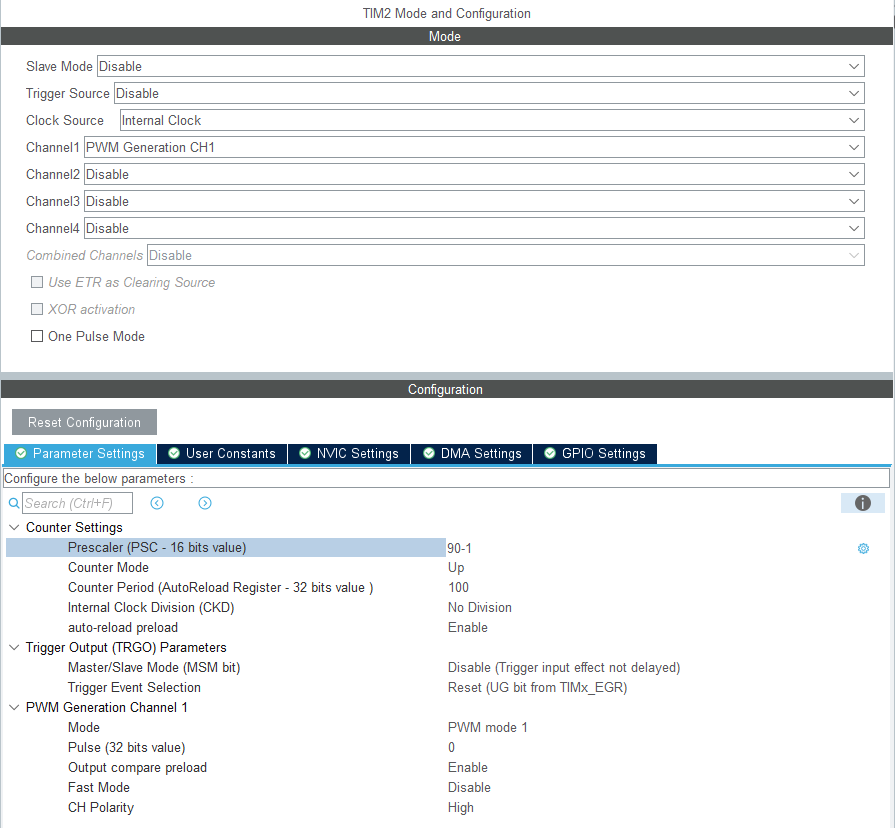 TIM2 Mode and Configuration
Mode
Slave Mode Disable
Trigger Source Disable
Clock Source Internal Clock
Channel1 PWM Generation CH1
Channel2 Disable
Channel3 Disable
Channel4 Disable
Combined Channels Disable
Use ETR as Clearing Source
XOR activation
One Pulse Mode
Configuration
Reset Configuration
Parameter Settings User Constants NVIC Settings DMA Settings GPIO Settings
Configure the below parameters :
Search (Ctrl+F)
Counter Settings
Prescaler (PSC - 16 bits value) 90-1
Counter Mode Up
Counter Period (AutoReload Register - 32 bits value ) 100
Internal Clock Division (CKD) No Division
auto-reload preload Enable
Trigger Output (TRGO) Parameters
Master/Slave Mode (MSM bit) Disable (Trigger input effect not delayed)
Trigger Event Selection Reset (UG bit from TIMx_EGR)
PWM Generation Channel 1
Mode PWM mode 1
Pulse (32 bits value) 0
Output compare preload Enable
Fast Mode Disable
CH Polarity High